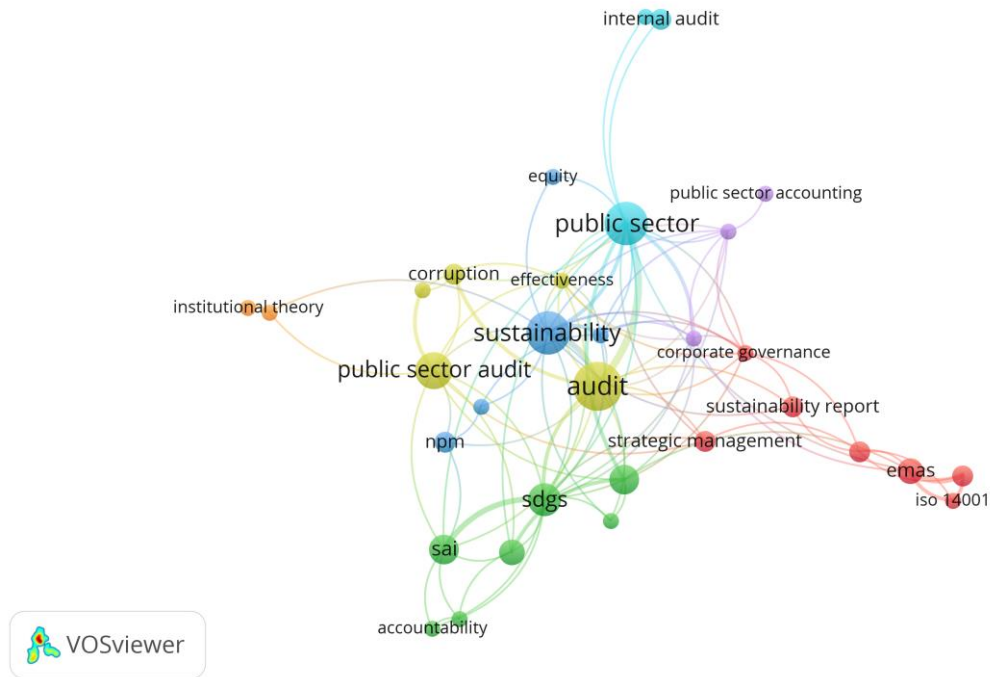 internal audit
equity
public sector accounting
public sector
corruption
effectiveness
institutional theory
sustainability
corporate governance
public sector audit
audit
sustainability report
strategic management
npm
emas
iso 14001
sdgs
sai
accountability
VOSviewer